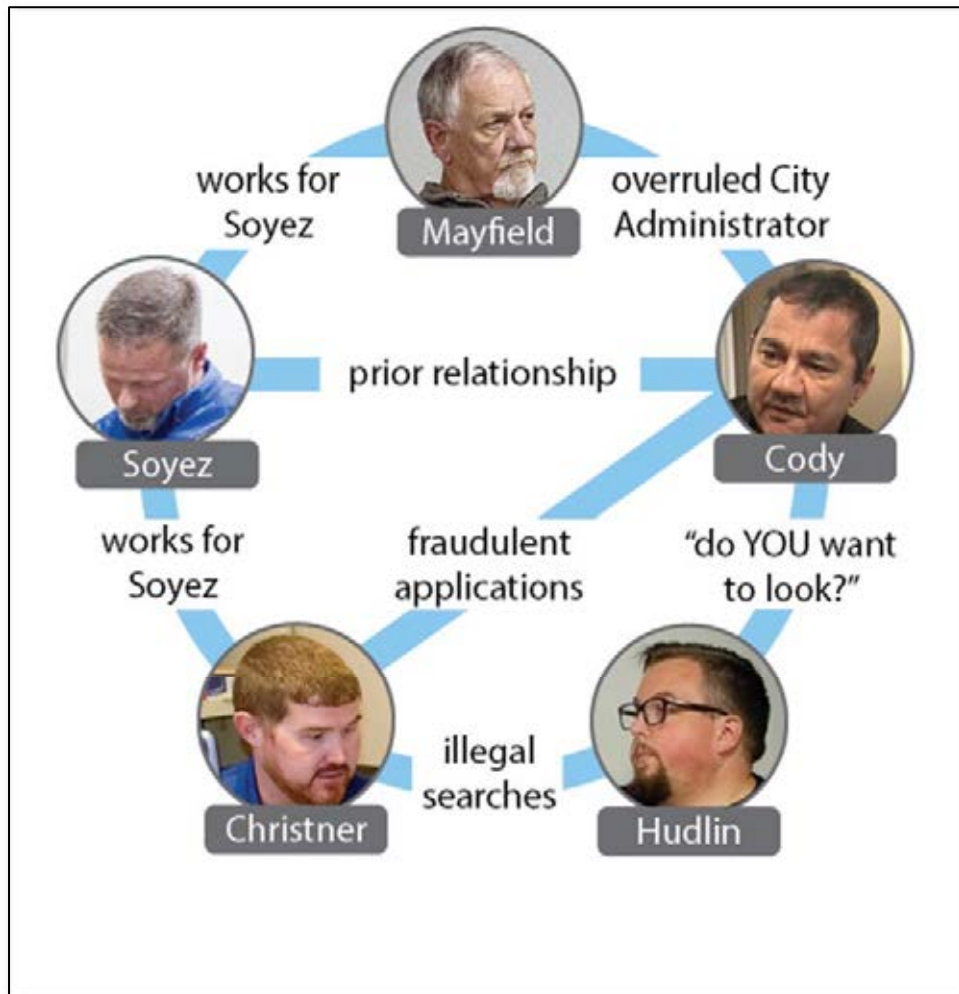 Mayfield
works for
Soyez
overruled City
Administrator
Soyez
prior relationship
Cody
works for
Soyez
fraudulent
applications
“do YOU want
to look?”
Christner
illegal
searches
Hudlin